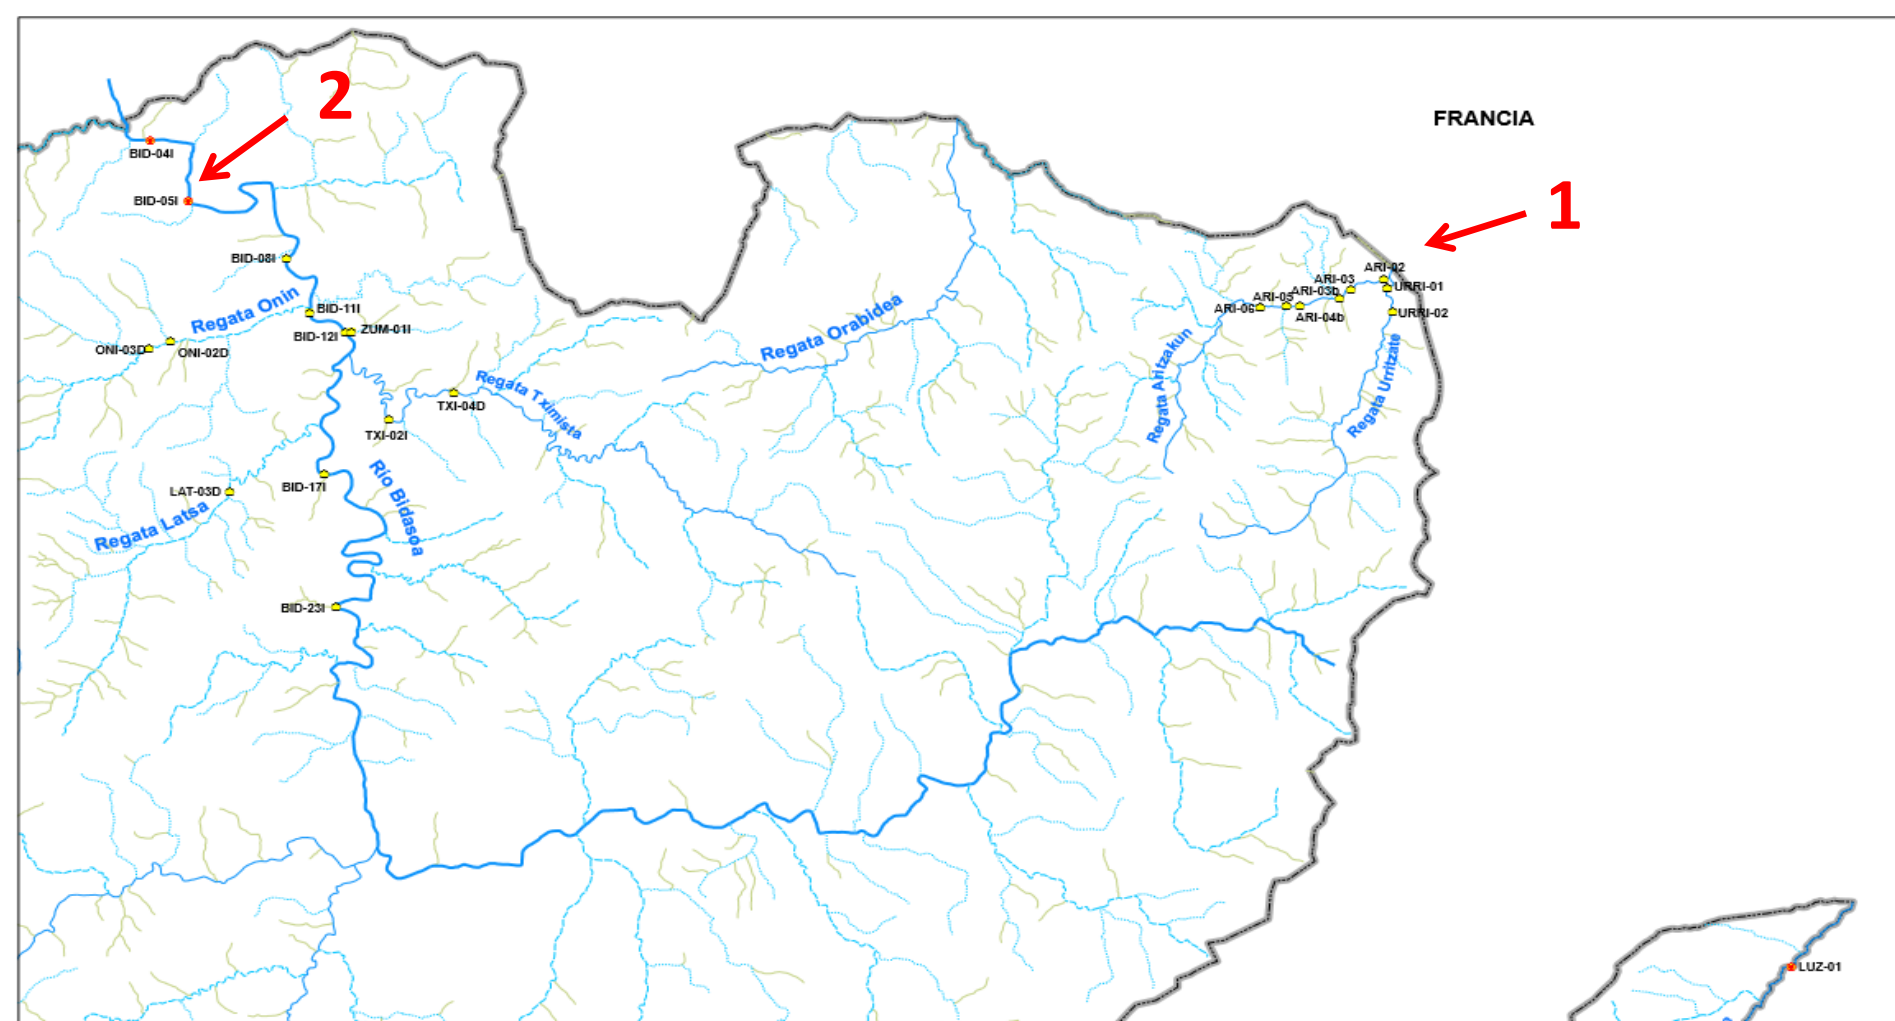 2
FRANCIA
BID-04I
1
BID-05I
BID-08I
ARI-02
ARI-03
URRI-01
ARI-03b
ARI-05
ARI-06
ARI-04b
URRI-02
Regata Onin
BID-11I
BID-12I
ZUM-01I
ONI-03D
ONI-02D
Regata Orabidea
Regata Aritzakun
Regata Urritzate
Regata Tximista
TXI-04D
TXI-02I
Río Bidasoa
BID-17I
LAT-03D
Regata Latsa
BID-23I
LUZ-01